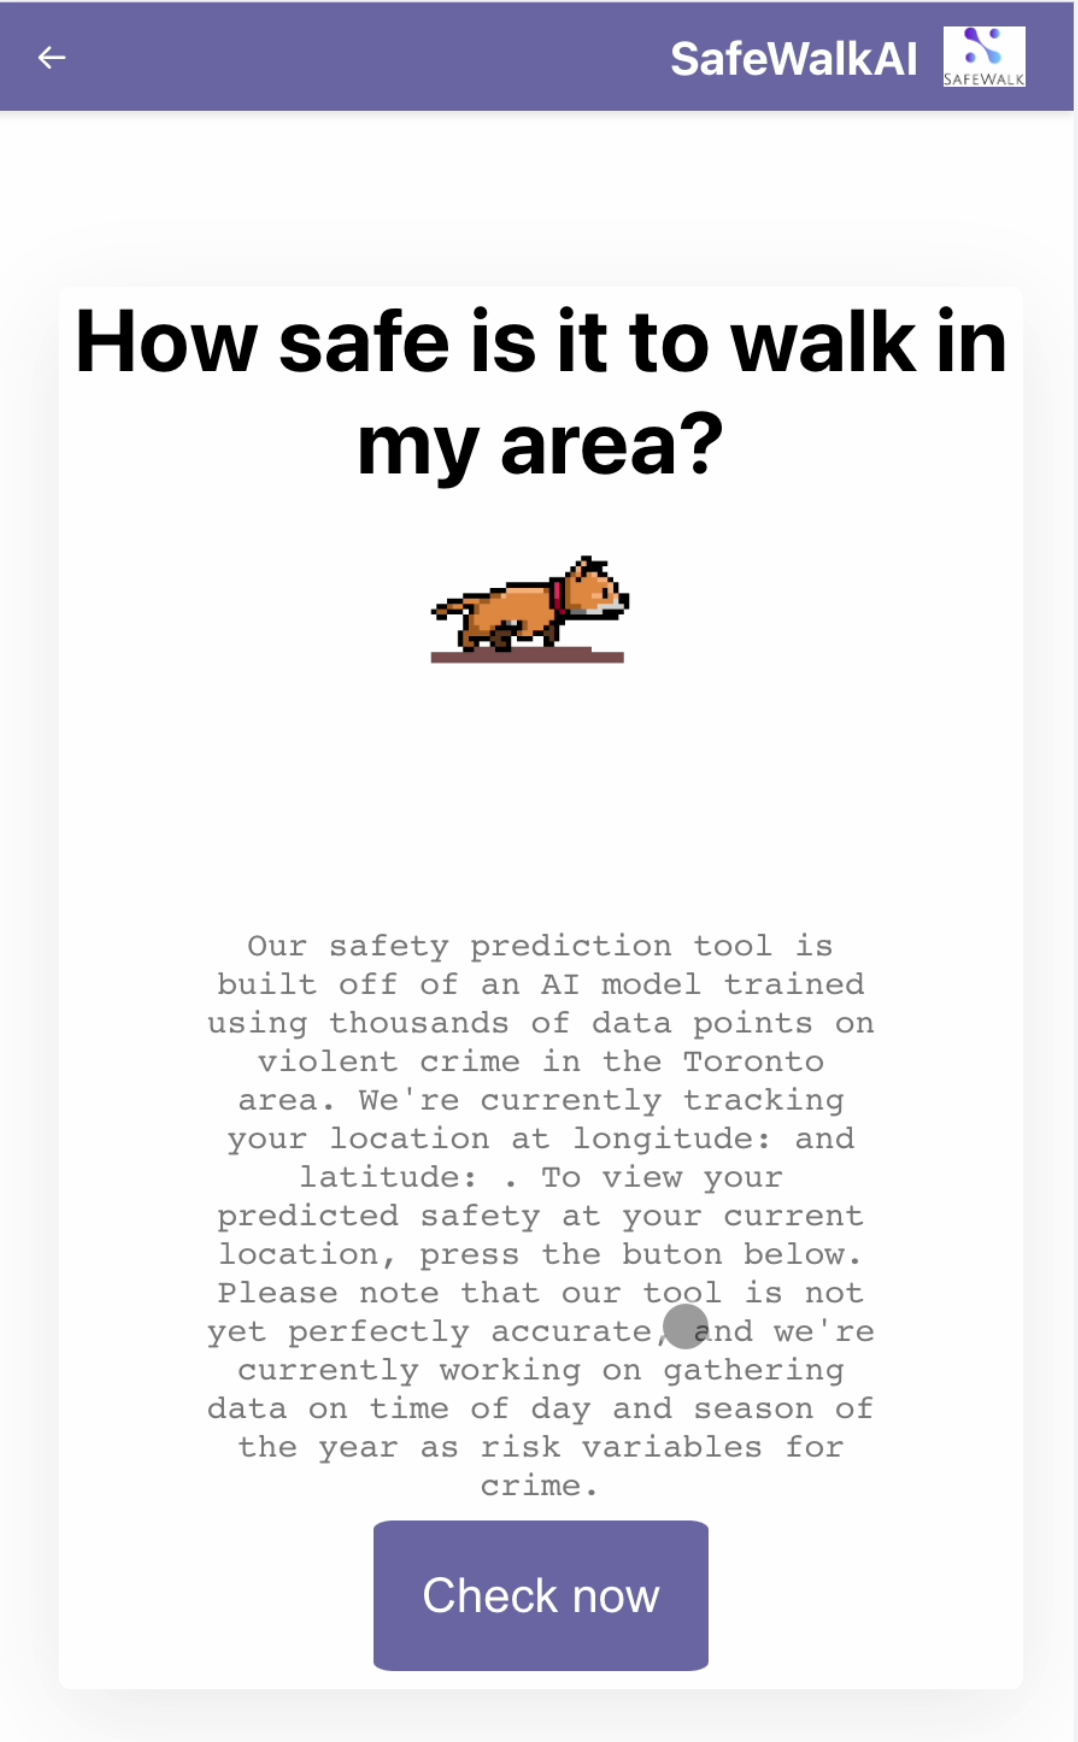 SafeWalkAI
SAFEWALK
How safe is it to walk in
my area?
Our safety prediction tool is
built off of an AI model trained
using thousands of data points on
violent crime in the Toronto
area. We're currently tracking
your location at longitude: and
latitude: . To view your
predicted safety at your current
location, press the buton below.
Please note that our tool is not
yet perfectly accurate, and we're
currently working on gathering
data on time of day and season of
the year as risk variables for
crime.
Check now